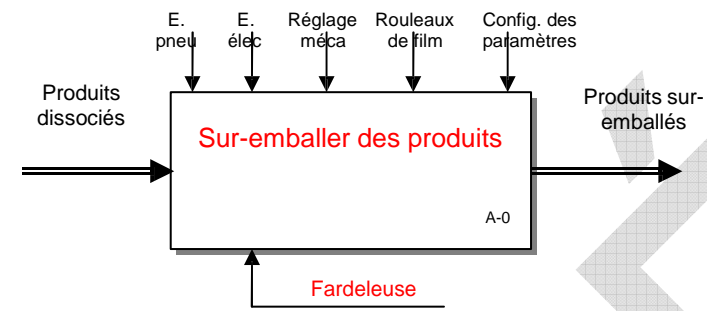 E.
pneu
E.
élec
Réglage
méca
Rouleaux
de film
Config. des
paramètres
Produits
dissociés
Sur-emballer des produits
Produits sur-
emballés
A-0
Fardeleuse